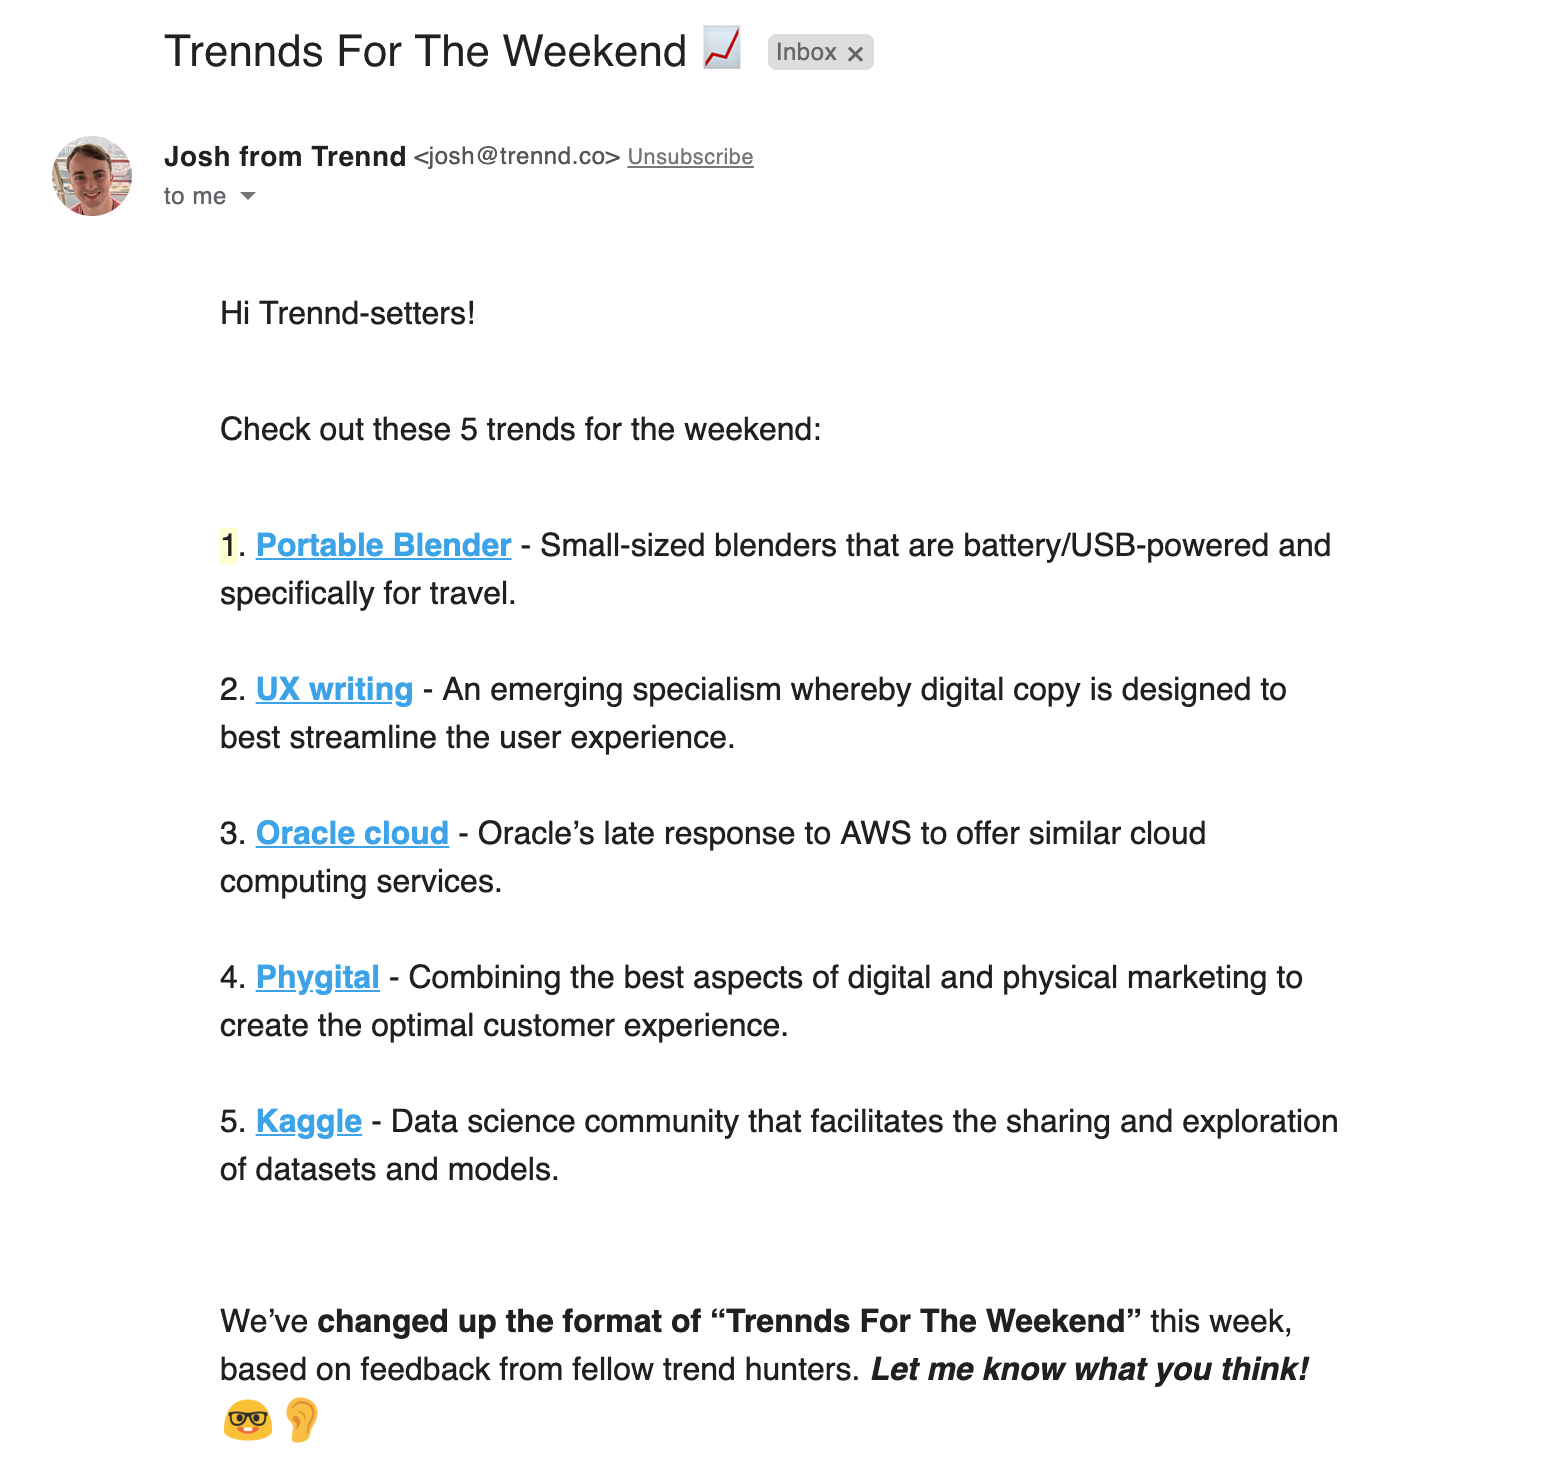 Trennds For The Weekend 📈 Inbox ×
Josh from Trennd <josh@trennd.co> Unsubscribe
to me
Hi Trennd-setters!
Check out these 5 trends for the weekend:
1. Portable Blender - Small-sized blenders that are battery/USB-powered and
specifically for travel.
2. UX writing - An emerging specialism whereby digital copy is designed to
best streamline the user experience.
3. Oracle cloud - Oracle’s late response to AWS to offer similar cloud
computing services.
4. Phygital - Combining the best aspects of digital and physical marketing to
create the optimal customer experience.
5. Kaggle - Data science community that facilitates the sharing and exploration
of datasets and models.
We’ve changed up the format of “Trennds For The Weekend” this week,
based on feedback from fellow trend hunters. Let me know what you think!
🤓👂